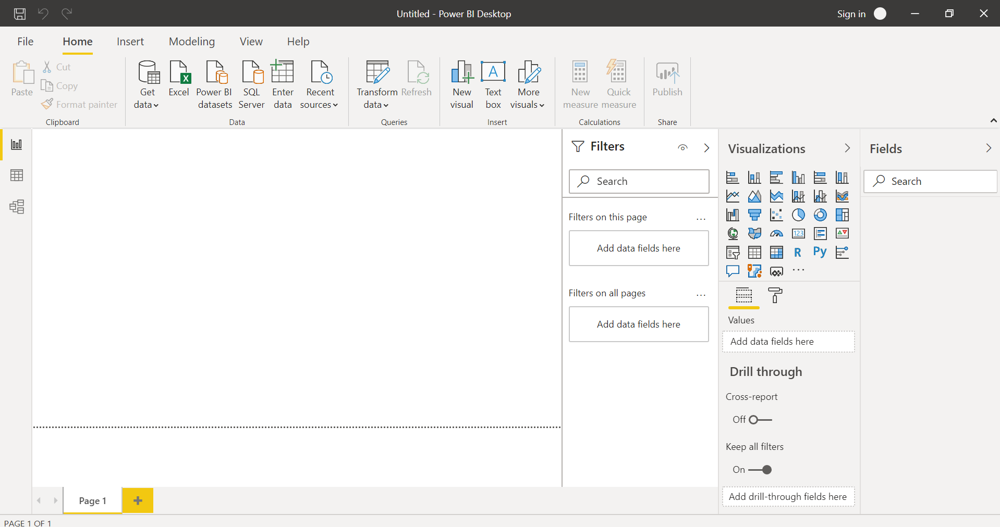 Untitled - Power BI Desktop
Sign in
File Home Insert Modeling View Help
Paste
Cut
Copy
Format painter
Clipboard
Get data
Excel
Power BI datasets
SQL Server
Enter data
Recent sources
Data
Transform data
Refresh
Queries
New visual
A
Text box
More visuals
Insert
New measure
Quick measure
Calculations
Publish
Share
Filters
Search
Filters on this page ...
Add data fields here
Filters on all pages ...
Add data fields here
Visualizations
123
R
Py
...
Values
Add data fields here
Drill through
Cross-report
Off
Keep all filters
On
Add drill-through fields here
Fields
Search
Page 1
PAGE 1 OF 1